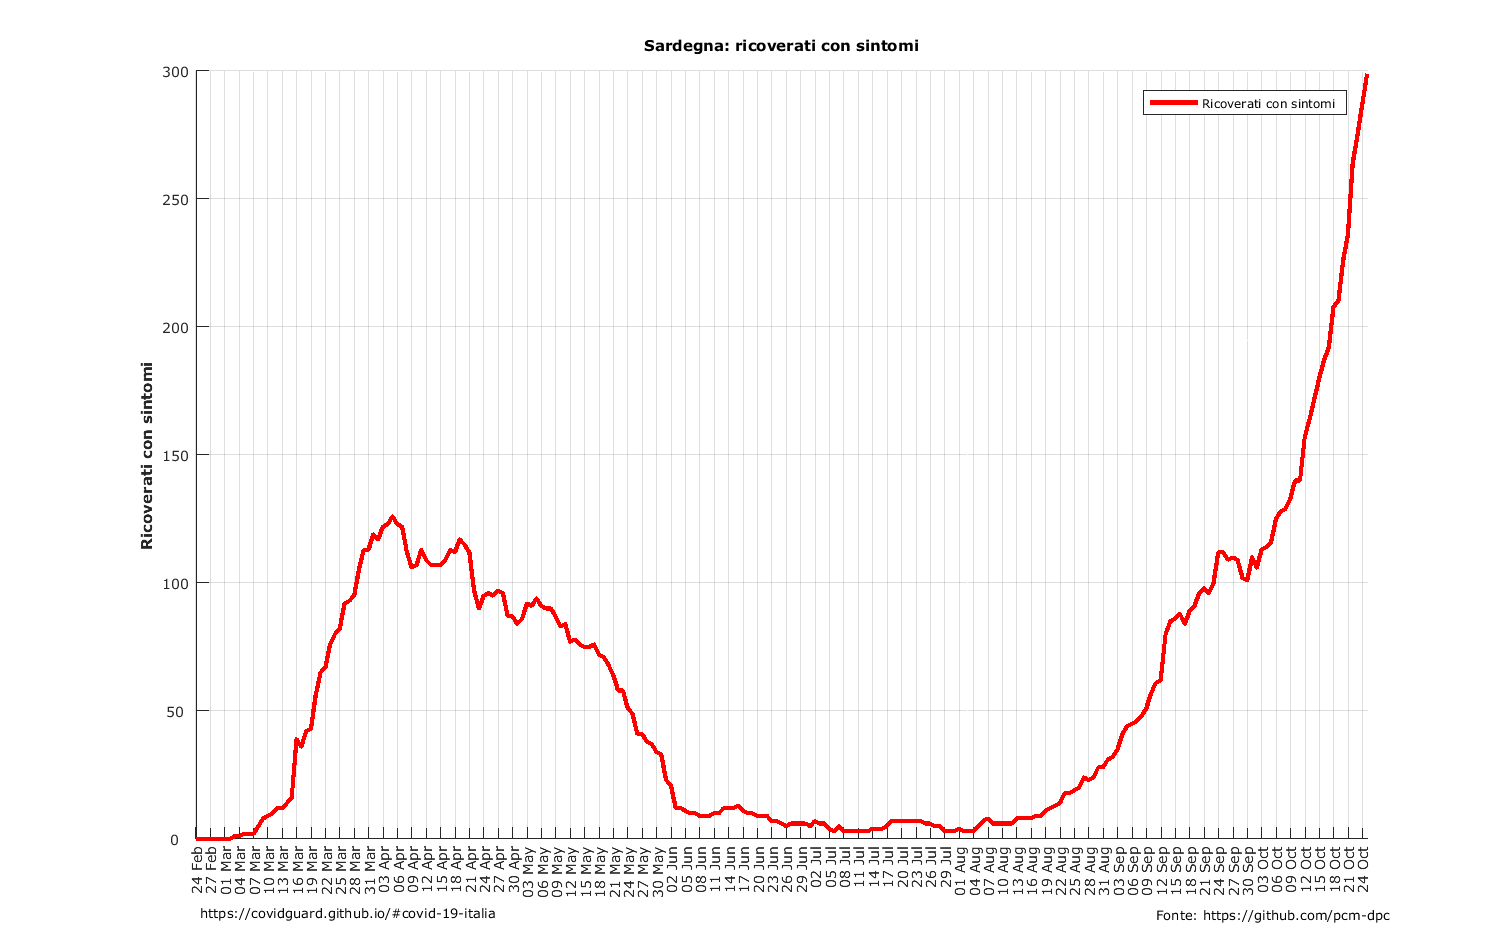 Sardegna: ricoverati con sintomi
Ricoverati con sintomi
Ricoverati con sintomi
300
250
200
150
100
50
0
24 Feb
27 Feb
01 Mar
04 Mar
07 Mar
10 Mar
13 Mar
16 Mar
19 Mar
22 Mar
25 Mar
28 Mar
31 Mar
03 Apr
06 Apr
09 Apr
12 Apr
15 Apr
18 Apr
21 Apr
24 Apr
27 Apr
30 Apr
03 May
06 May
09 May
12 May
15 May
18 May
21 May
24 May
27 May
30 May
02 Jun
05 Jun
08 Jun
11 Jun
14 Jun
17 Jun
20 Jun
23 Jun
26 Jun
29 Jun
02 Jul
05 Jul
08 Jul
11 Jul
14 Jul
17 Jul
20 Jul
23 Jul
26 Jul
29 Jul
01 Aug
04 Aug
07 Aug
10 Aug
13 Aug
16 Aug
19 Aug
22 Aug
25 Aug
28 Aug
31 Aug
03 Sep
06 Sep
09 Sep
12 Sep
15 Sep
18 Sep
21 Sep
24 Sep
27 Sep
30 Sep
03 Oct
06 Oct
09 Oct
12 Oct
15 Oct
18 Oct
21 Oct
24 Oct
https://covidguard.github.io/#covid-19-italia
Fonte: https://github.com/pcm-dpc